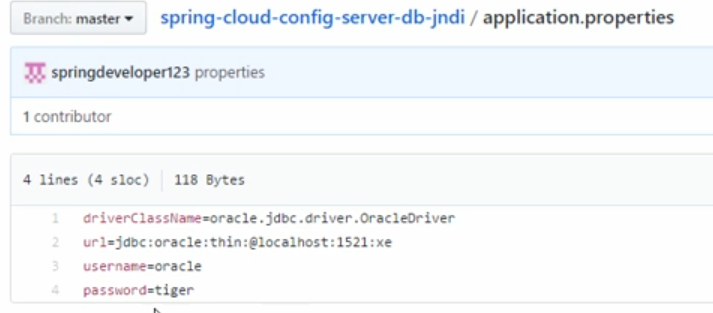 Branch: master spring-cloud-config-server-db-jndi / application.properties
springdeveloper123 properties
1 contributor
4 lines (4 sloc) 118 Bytes
1 driverClassName=oracle.jdbc.driver.OracleDriver
2 url=jdbc:oracle:thin:@localhost:1521:xe
3 username=oracle
4 password=tiger